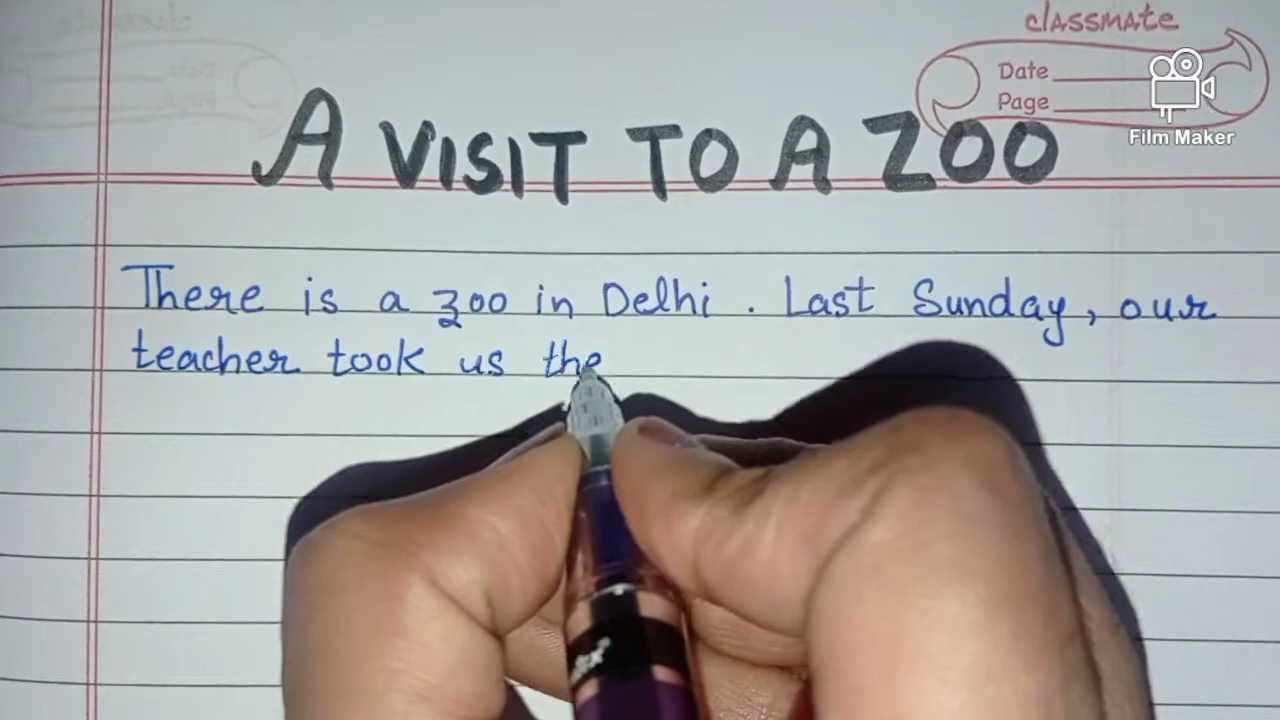 classmate
Date
Page
Film Maker
A VISIT TO A ZOO
There is a zoo in Delhi. Last Sunday, our
teacher took us the